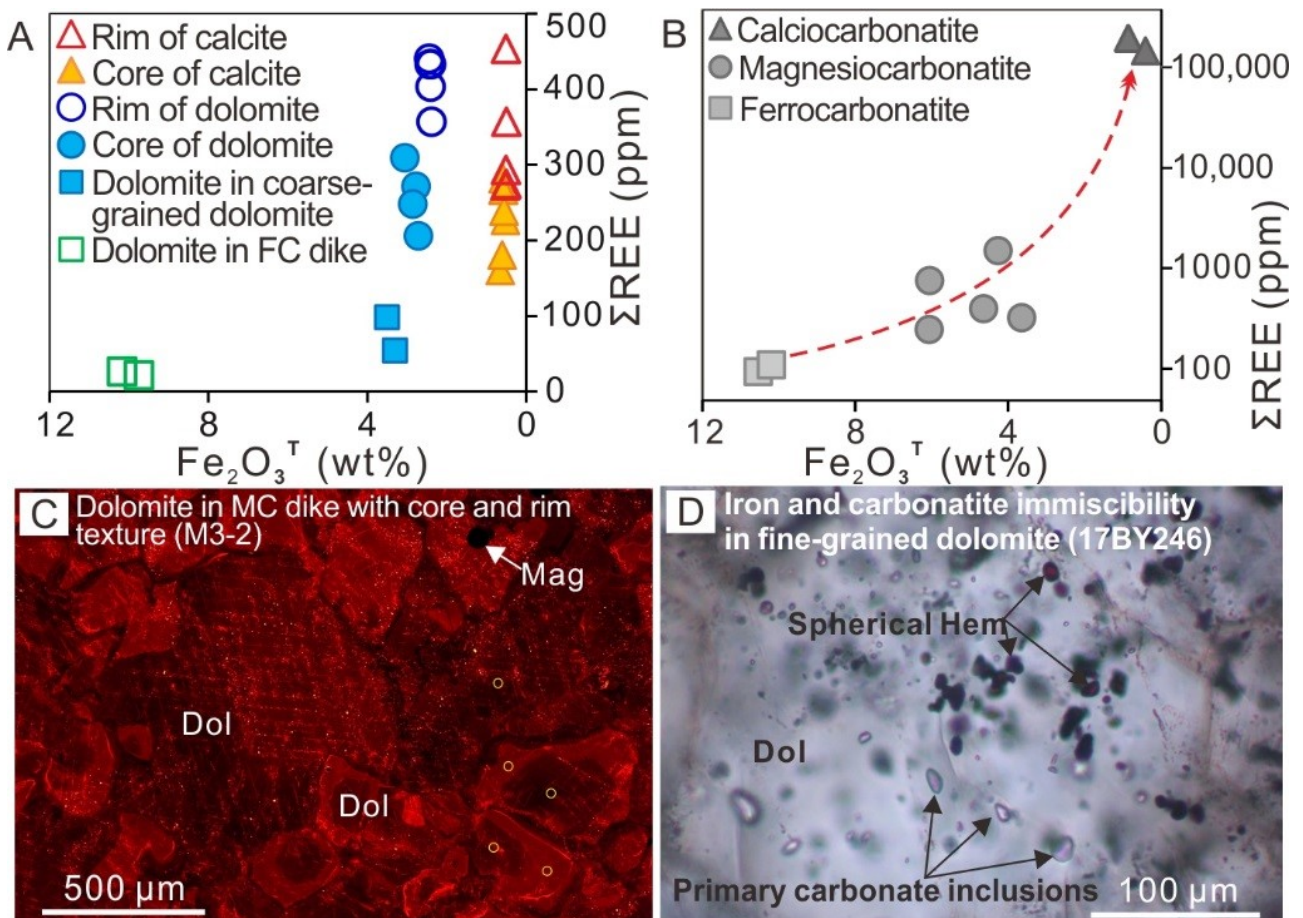 A
Rim of calcite
Core of calcite
Rim of dolomite
Core of dolomite
Dolomite in coarse-
grained dolomite
Dolomite in FC dike
500
400
300
200
100
0
ΣREE (ppm)
12 8 4 0
Fe₂O₃ᵀ (wt%)
B
Calciocarbonatite
Magnesiocarbonatite
Ferrocarbonatite
100,000
10,000
1000
100
ΣREE (ppm)
12 8 4 0
Fe₂O₃ᵀ (wt%)
C Dolomite in MC dike with core and rim
texture (M3-2)
Mag
Dol
Dol
500 µm
D Iron and carbonatite immiscibility
in fine-grained dolomite (17BY246)
Spherical Hem
Dol
Primary carbonate inclusions
100 µm